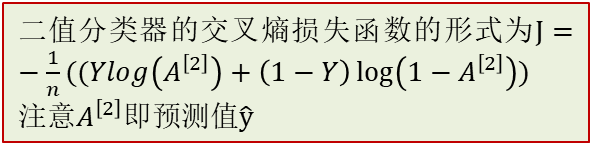 二值分类器的交叉熵损失函数的形式为J =
−\frac{1}{n}((Ylog(A^{[2]}) + (1 − Y) log(1 − A^{[2]}))
注意A^{[2]}即预测值ŷ